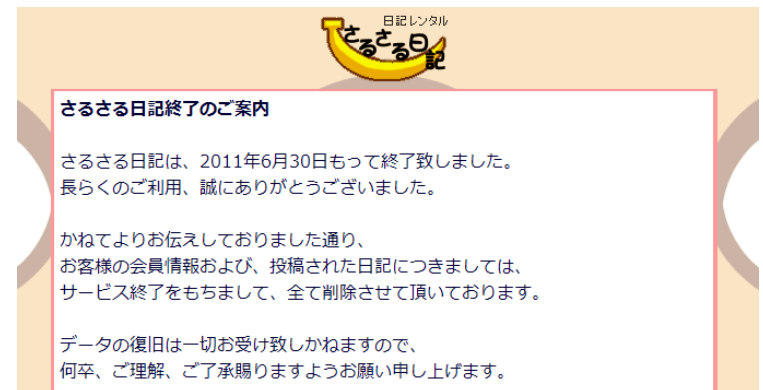 日記レンタル
さるさる日記
さるさる日記終了のご案内
さるさる日記は、2011年6月30日もって終了致しました。
長らくのご利用、誠にありがとうございました。
かねてよりお伝えしておりました通り、
お客様の会員情報および、投稿された日記につきましては、
サービス終了をもちまして、全て削除させて頂いております。
データの復旧は一切お受け致しかねますので、
何卒、ご理解、ご了承賜りますようお願い申し上げます。